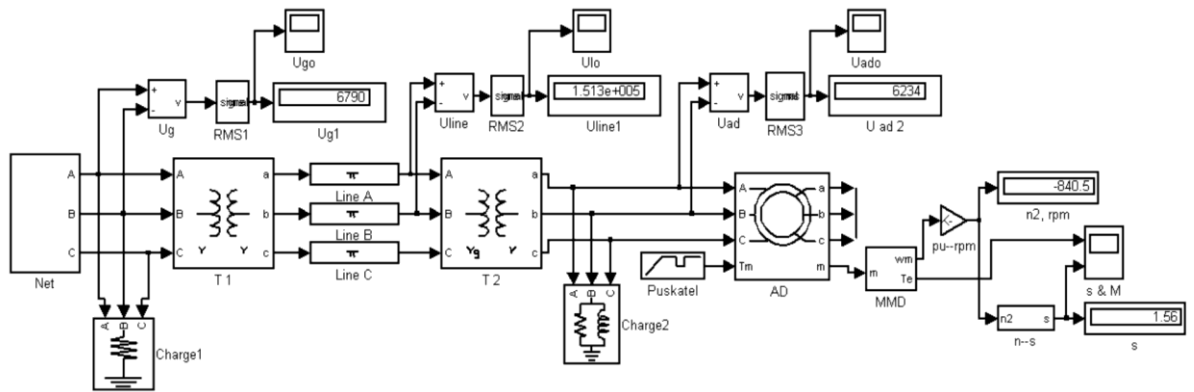 Ugo
Ulo
Uado
+
-
v
Ug
RMS1
6790
Ug1
+
-
v
Uline
RMS2
1.513e+005
Uline1
+
-
v
Uad
RMS3
6234
U ad 2
A
B
C
Net
A
B
C
a
b
c
Y
Y
T 1
π
Line A
π
Line B
π
Line C
A
B
C
a
b
c
Yg
Y
T 2
A
B
C
Tm
a
b
c
m
AD
Puskatel
m
wm
Te
MMD
pu--rpm
-840.5
n2, rpm
s & M
n2
s
n--s
1.56
s
A
B
C
Charge1
A
B
C
Charge2